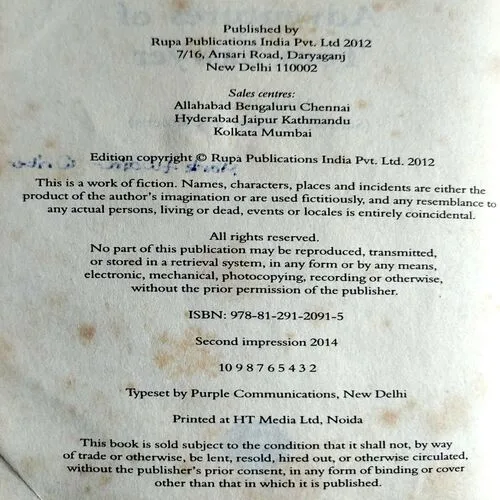 Published by
Rupa Publications India Pvt. Ltd 2012
7/16, Ansari Road, Daryaganj
New Delhi 110002
Sales centres:
Allahabad Bengaluru Chennai
Hyderabad Jaipur Kathmandu
Kolkata Mumbai
Edition copyright © Rupa Publications India Pvt. Ltd. 2012
This is a work of fiction. Names, characters, places and incidents are either the
product of the author's imagination or are used fictitiously, and any resemblance to
any actual persons, living or dead, events or locales is entirely coincidental.
All rights reserved.
No part of this publication may be reproduced, transmitted,
or stored in a retrieval system, in any form or by any means,
electronic, mechanical, photocopying, recording or otherwise,
without the prior permission of the publisher.
ISBN: 978-81-291-2091-5
Second impression 2014
10 9 8 7 6 5 4 3 2
Typeset by Purple Communications, New Delhi
Printed at HT Media Ltd, Noida
This book is sold subject to the condition that it shall not, by way
of trade or otherwise, be lent, resold, hired out, or otherwise circulated,
without the publisher's prior consent, in any form of binding or cover
other than that in which it is published.